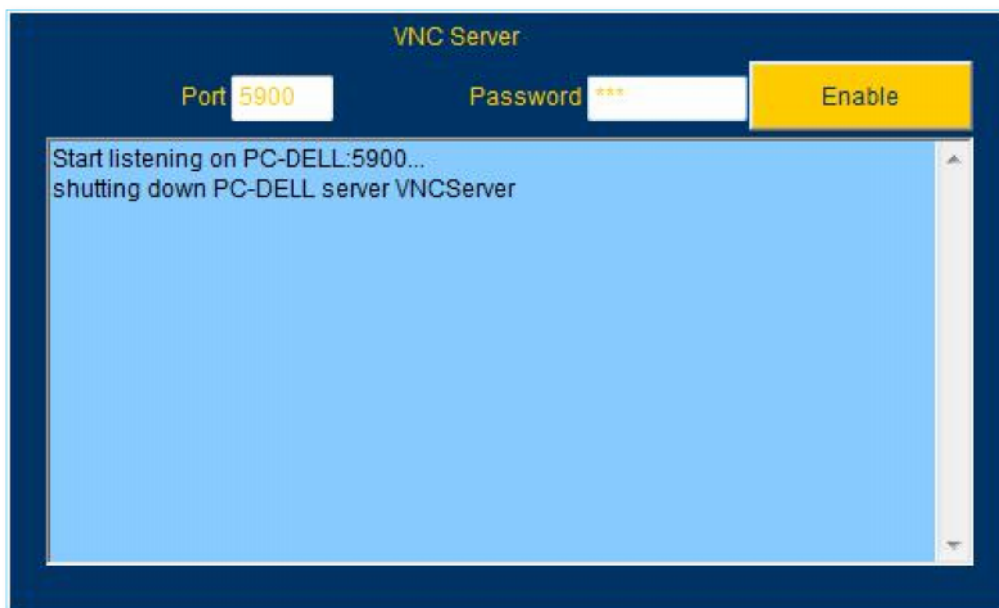 VNC Server
Port 5900 Password *** Enable
Start listening on PC-DELL:5900...
shutting down PC-DELL server VNCServer